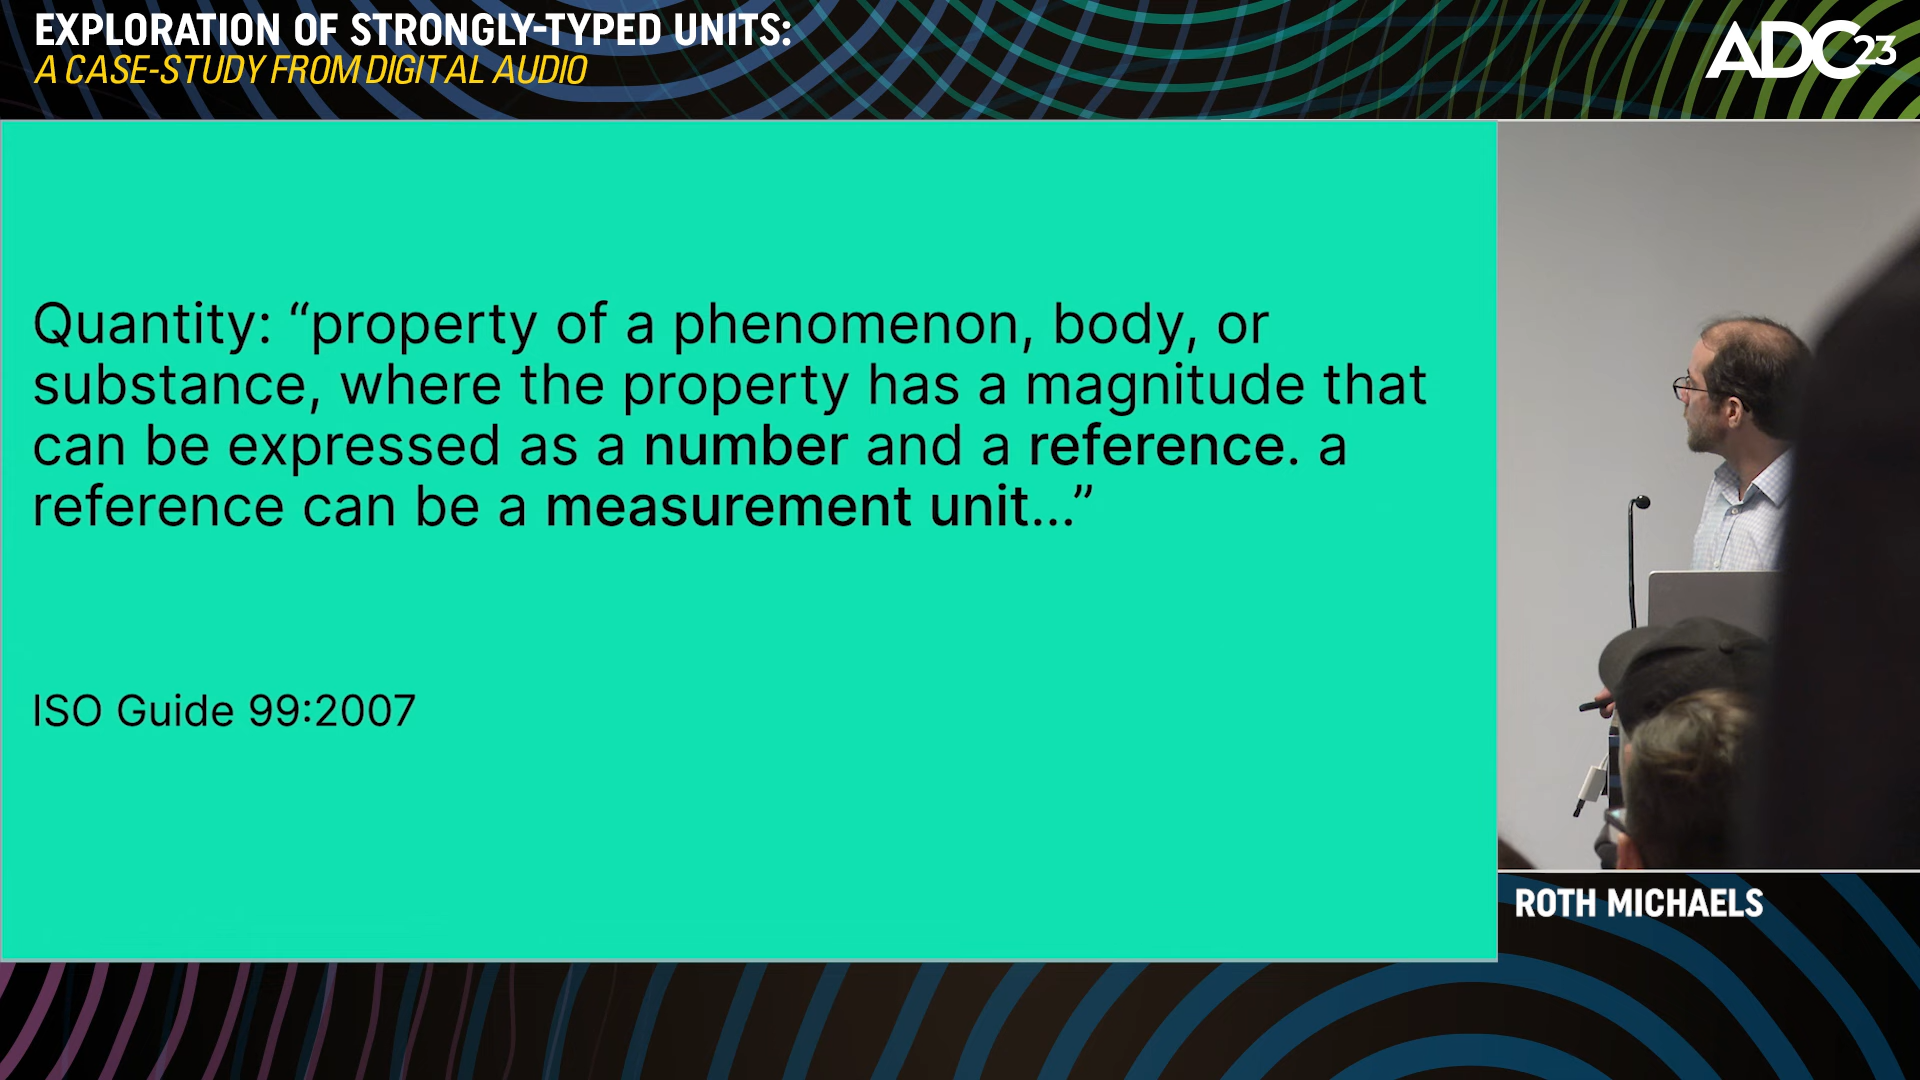 EXPLORATION OF STRONGLY-TYPED UNITS:
A CASE-STUDY FROM DIGITAL AUDIO
ADC23
Quantity: “property of a phenomenon, body, or
substance, where the property has a magnitude that
can be expressed as a number and a reference. a
reference can be a measurement unit...”
ISO Guide 99:2007
ROTH MICHAELS